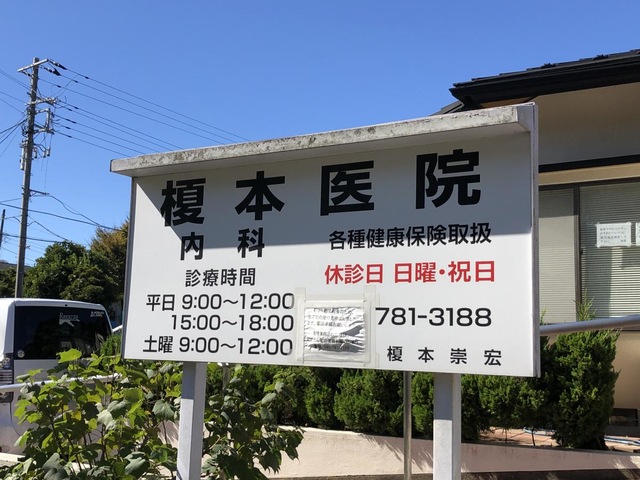 榎本医院
内科 各種健康保険取扱
診療時間 休診日 日曜・祝日
平日 9:00〜12:00
15:00〜18:00 781-3188
土曜 9:00〜12:00 榎本崇宏